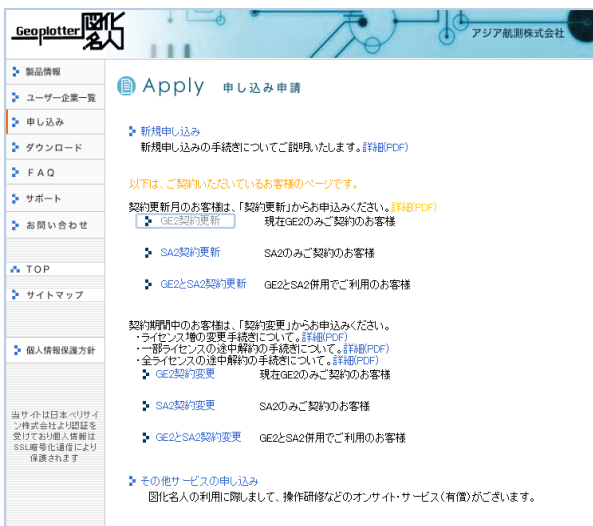 Geoplotter 図化名人
アジア航測株式会社
製品情報
ユーザー企業一覧
申し込み
ダウンロード
FAQ
サポート
お問い合わせ
TOP
サイトマップ
個人情報保護方針
当サイトは日本ベリサイ
ン株式会社より認証を
受けており個人情報は
SSL暗号化通信により
保護されます
Apply 申し込み申請
新規申し込み
新規申し込みの手続きについてご説明いたします。詳細(PDF)
以下は、ご契約いただいているお客様のページです。
契約更新月のお客様は、「契約更新」からお申込みください。詳細(PDF)
GE2契約更新 現在GE2のみご契約のお客様
SA2契約更新 SA2のみご契約のお客様
GE2とSA2契約更新 GE2とSA2併用でご利用のお客様
契約期間中のお客様は、「契約変更」からお申込みください。
・ライセンス増の変更手続きについて。詳細(PDF)
・一部ライセンスの途中解約の手続きについて。詳細(PDF)
・全ライセンスの途中解約の手続きについて。詳細(PDF)
GE2契約変更 現在GE2のみご契約のお客様
SA2契約変更 SA2のみご契約のお客様
GE2とSA2契約変更 GE2とSA2併用でご利用のお客様
その他サービスの申し込み
図化名人の利用に際しまして、操作研修などのオンサイト・サービス(有償)がございます。